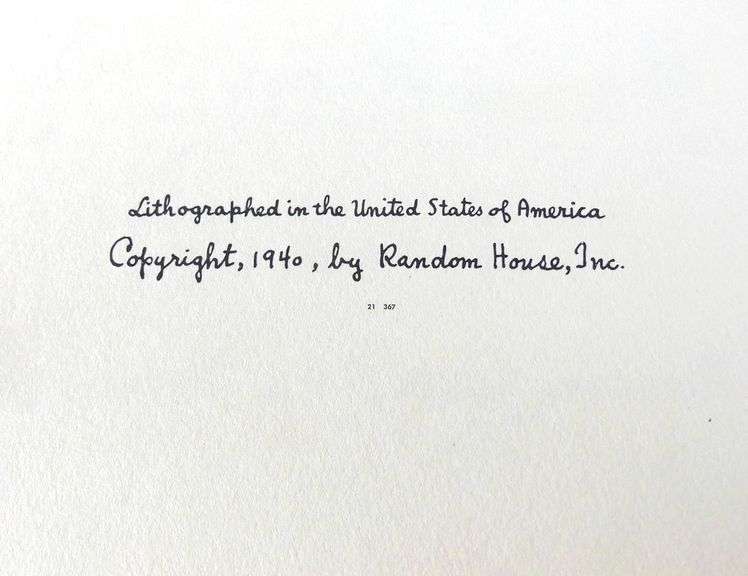 Lithographed in the United States of America
Copyright, 1940, by Random House, Inc.
21 367